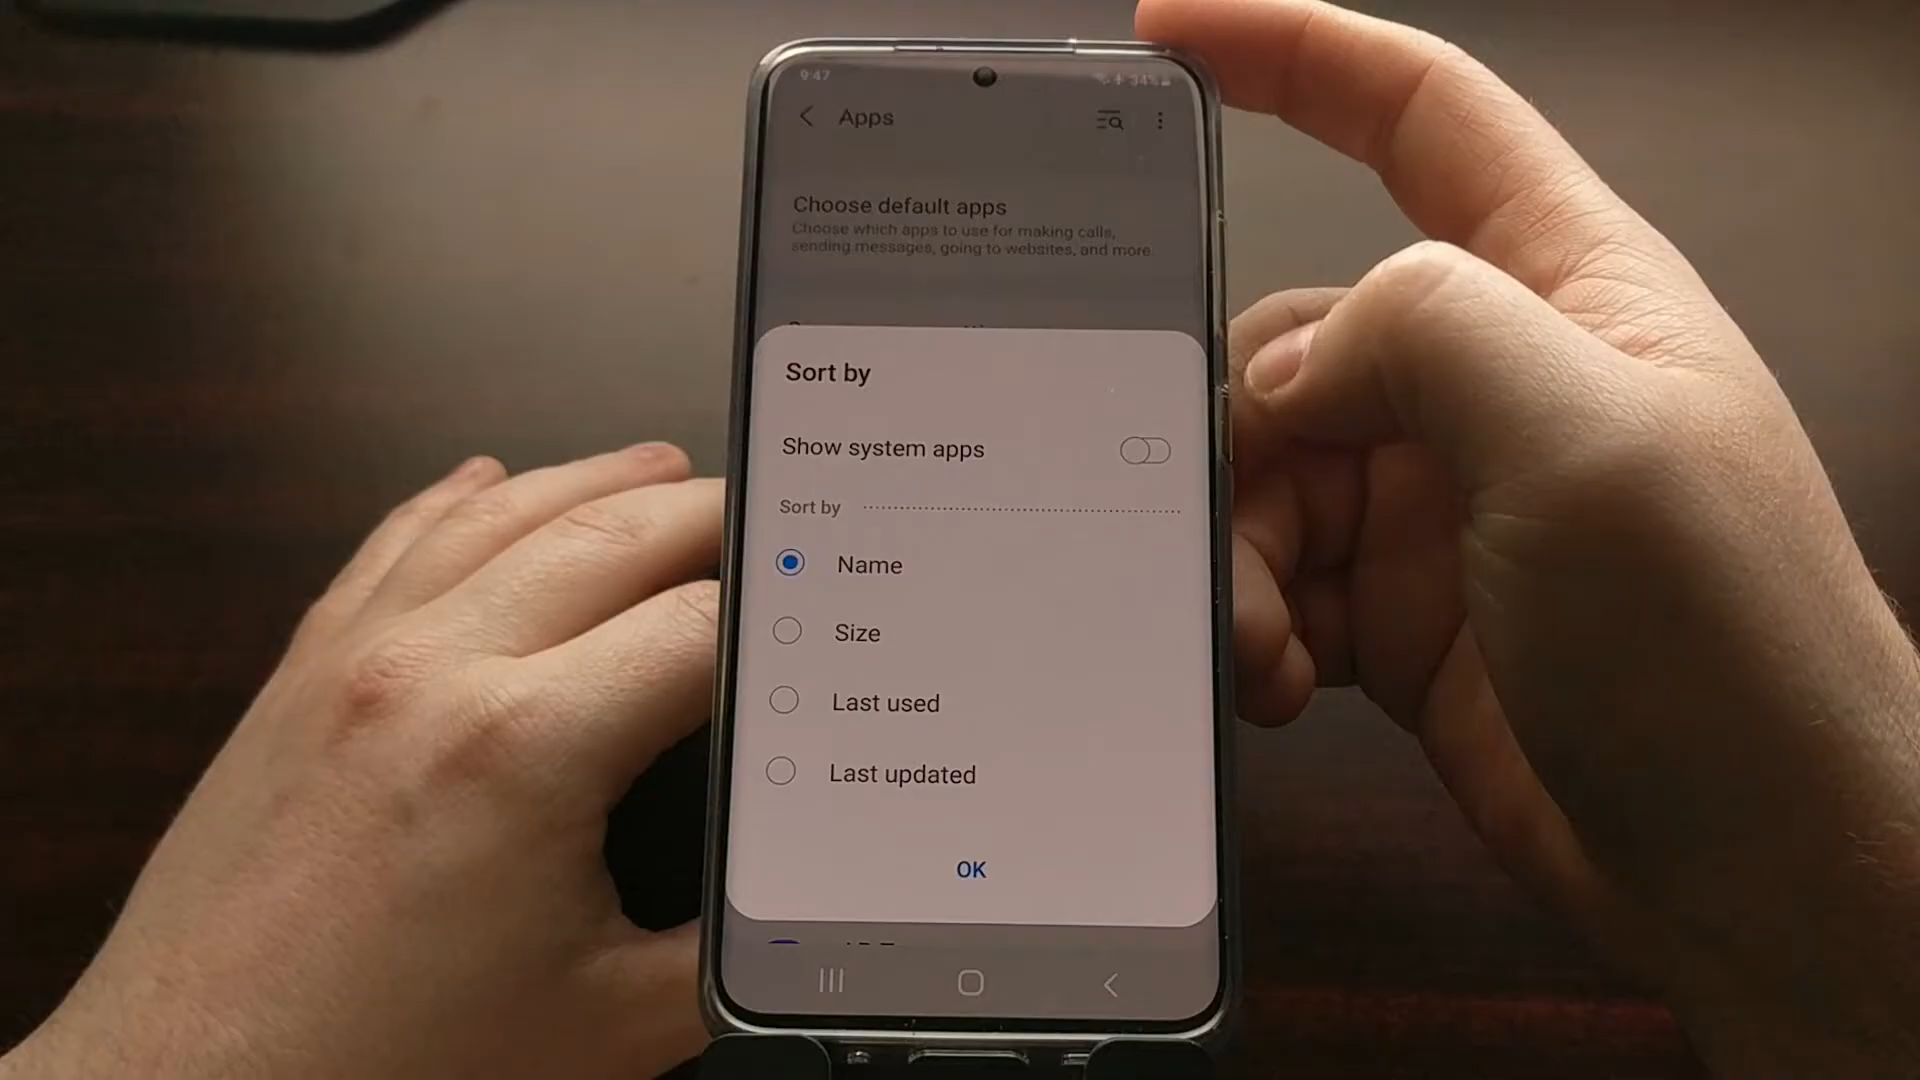 9:47
34%
Apps
Choose default apps
Choose which apps to use for making calls,
sending messages, going to websites, and more.
Sort by
Show system apps
Sort by
Name
Size
Last used
Last updated
OK